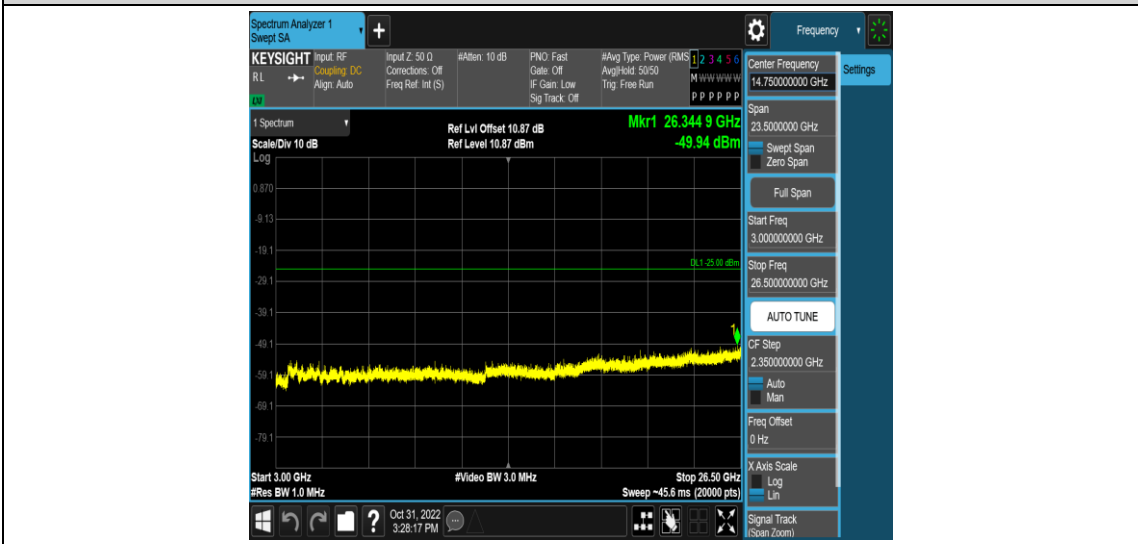 Spectrum Analyzer 1
Swept SA
+
Frequency
KEYSIGHT
RL
LXI
Input: RF
Coupling: DC
Align: Auto
Input Z: 50 Ω
Corrections: Off
Freq Ref: Int (S)
#Atten: 10 dB
PNO: Fast
Gate: Off
IF Gain: Low
Sig Track: Off
#Avg Type: Power (RMS
Avg|Hold: 50/50
Trig: Free Run
1 2 3 4 5 6
M W W W W W
P P P P P P
Center Frequency
14.750000000 GHz
Settings
Span
23.5000000 GHz
Swept Span
Zero Span
Full Span
Start Freq
3.000000000 GHz
Stop Freq
26.500000000 GHz
AUTO TUNE
CF Step
2.350000000 GHz
Auto
Man
Freq Offset
0 Hz
X Axis Scale
Log
Lin
Signal Track
(Span Zoom)
1 Spectrum
Scale/Div 10 dB
Log
Ref Lvl Offset 10.87 dB
Ref Level 10.87 dBm
Mkr1 26.344 9 GHz
-49.94 dBm
0.870
-9.13
-19.1
DL1 -25.00 dBm
-29.1
-39.1
1
-49.1
-59.1
-69.1
-79.1
Start 3.00 GHz
#Res BW 1.0 MHz
#Video BW 3.0 MHz
Stop 26.50 GHz
Sweep ~45.6 ms (20000 pts)
?
Oct 31, 2022
3:28:17 PM